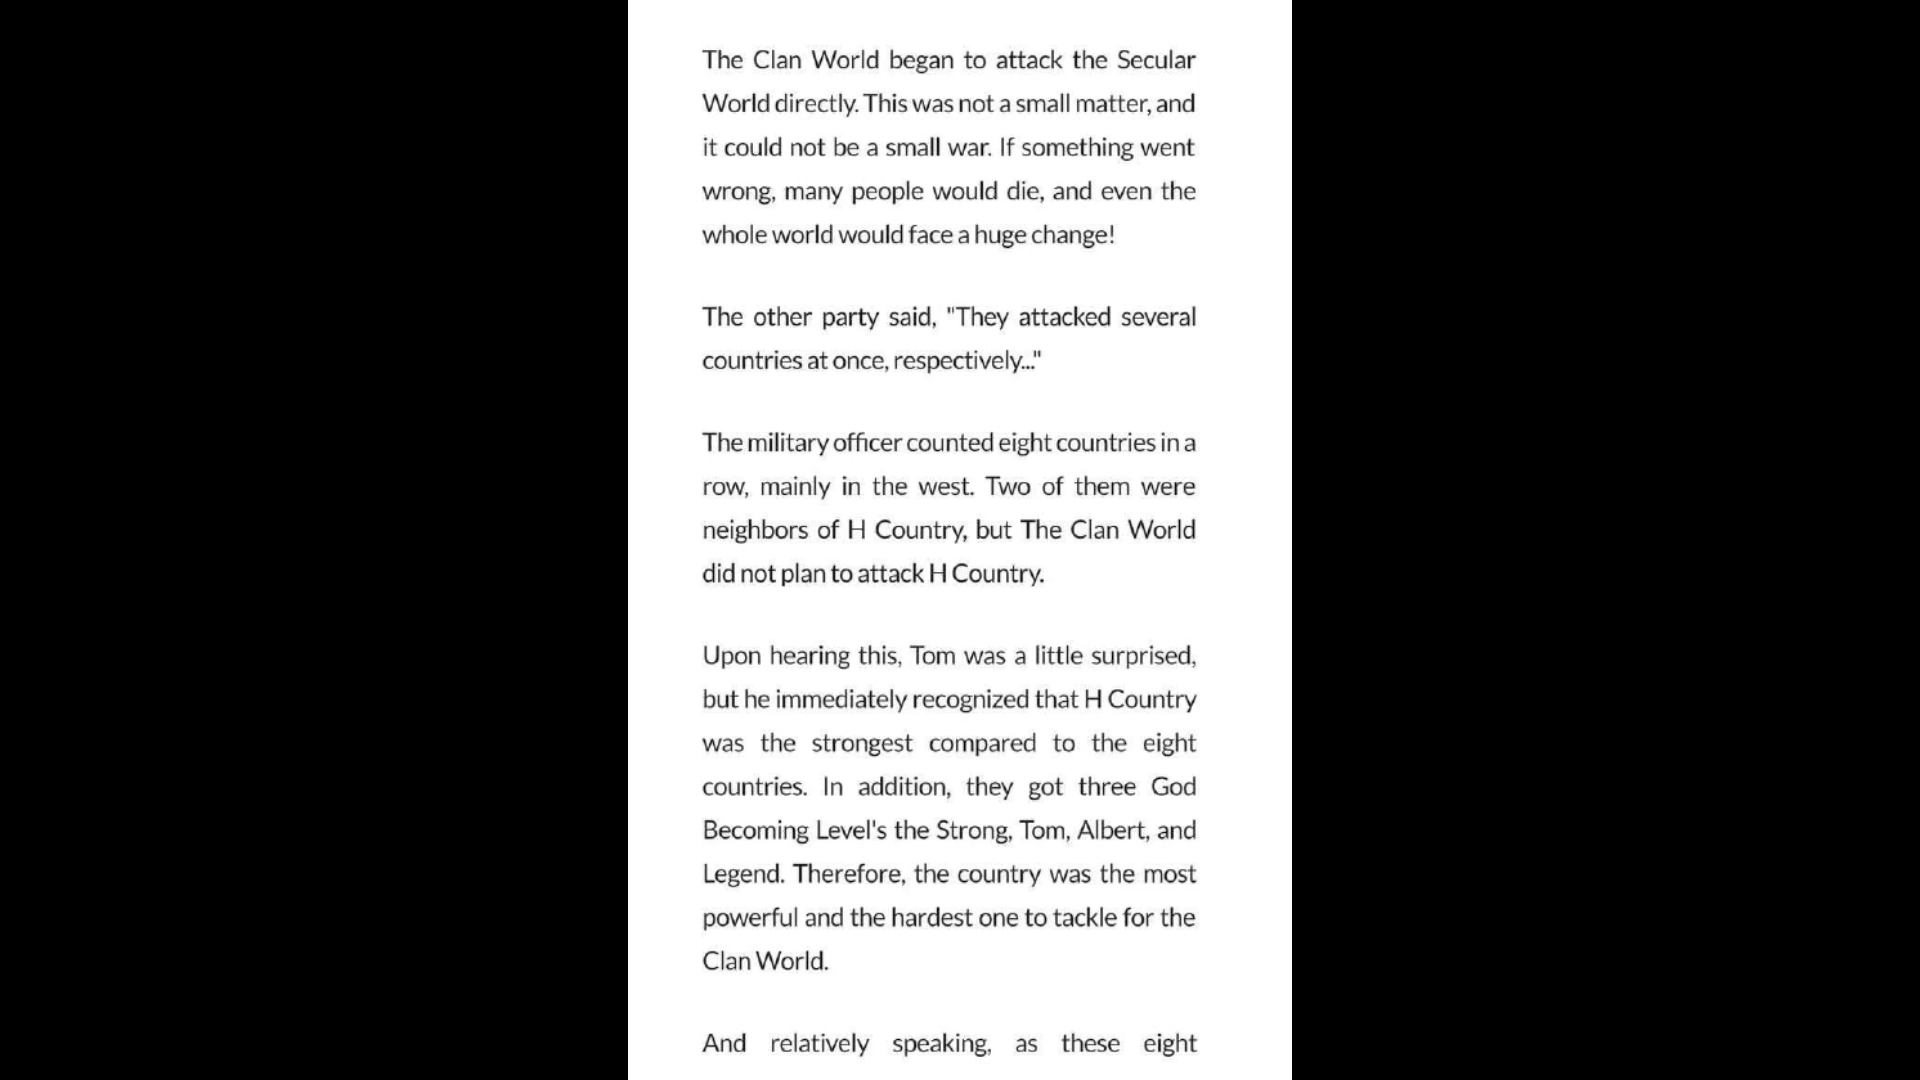 The Clan World began to attack the Secular
World directly. This was not a small matter, and
it could not be a small war. If something went
wrong, many people would die, and even the
whole world would face a huge change!
The other party said, "They attacked several
countries at once, respectively..."
The military officer counted eight countries in a
row, mainly in the west. Two of them were
neighbors of H Country, but The Clan World
did not plan to attack H Country.
Upon hearing this, Tom was a little surprised,
but he immediately recognized that H Country
was the strongest compared to the eight
countries. In addition, they got three God
Becoming Level's the Strong, Tom, Albert, and
Legend. Therefore, the country was the most
powerful and the hardest one to tackle for the
Clan World.
And relatively speaking, as these eight